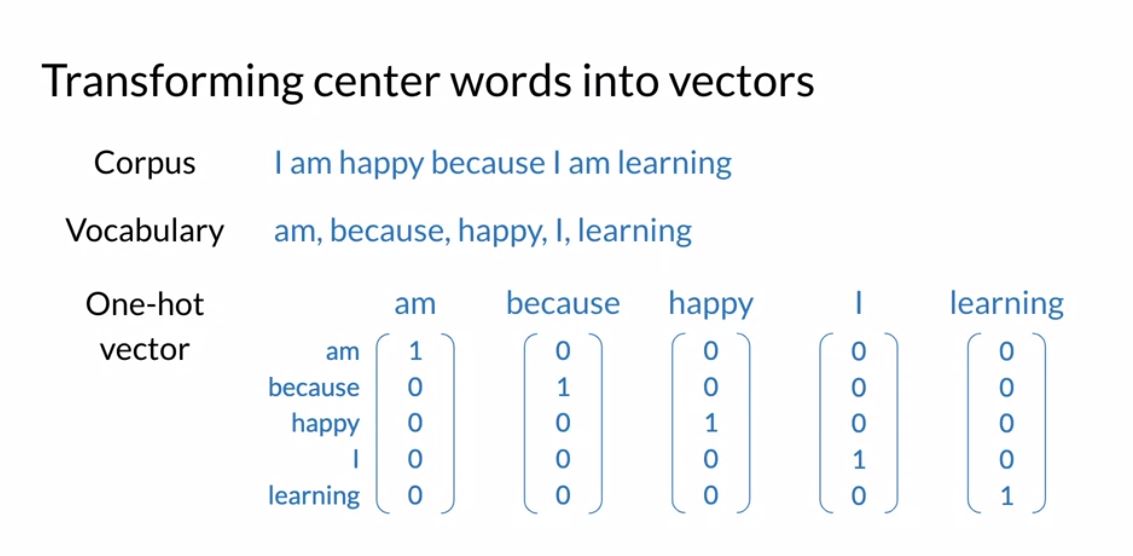 Transforming center words into vectors
Corpus I am happy because I am learning
Vocabulary am, because, happy, I, learning
One-hot vector
am because happy I learning
am 1 0 0 0 0
because 0 1 0 0 0
happy 0 0 1 0 0
I 0 0 0 1 0
learning 0 0 0 0 1